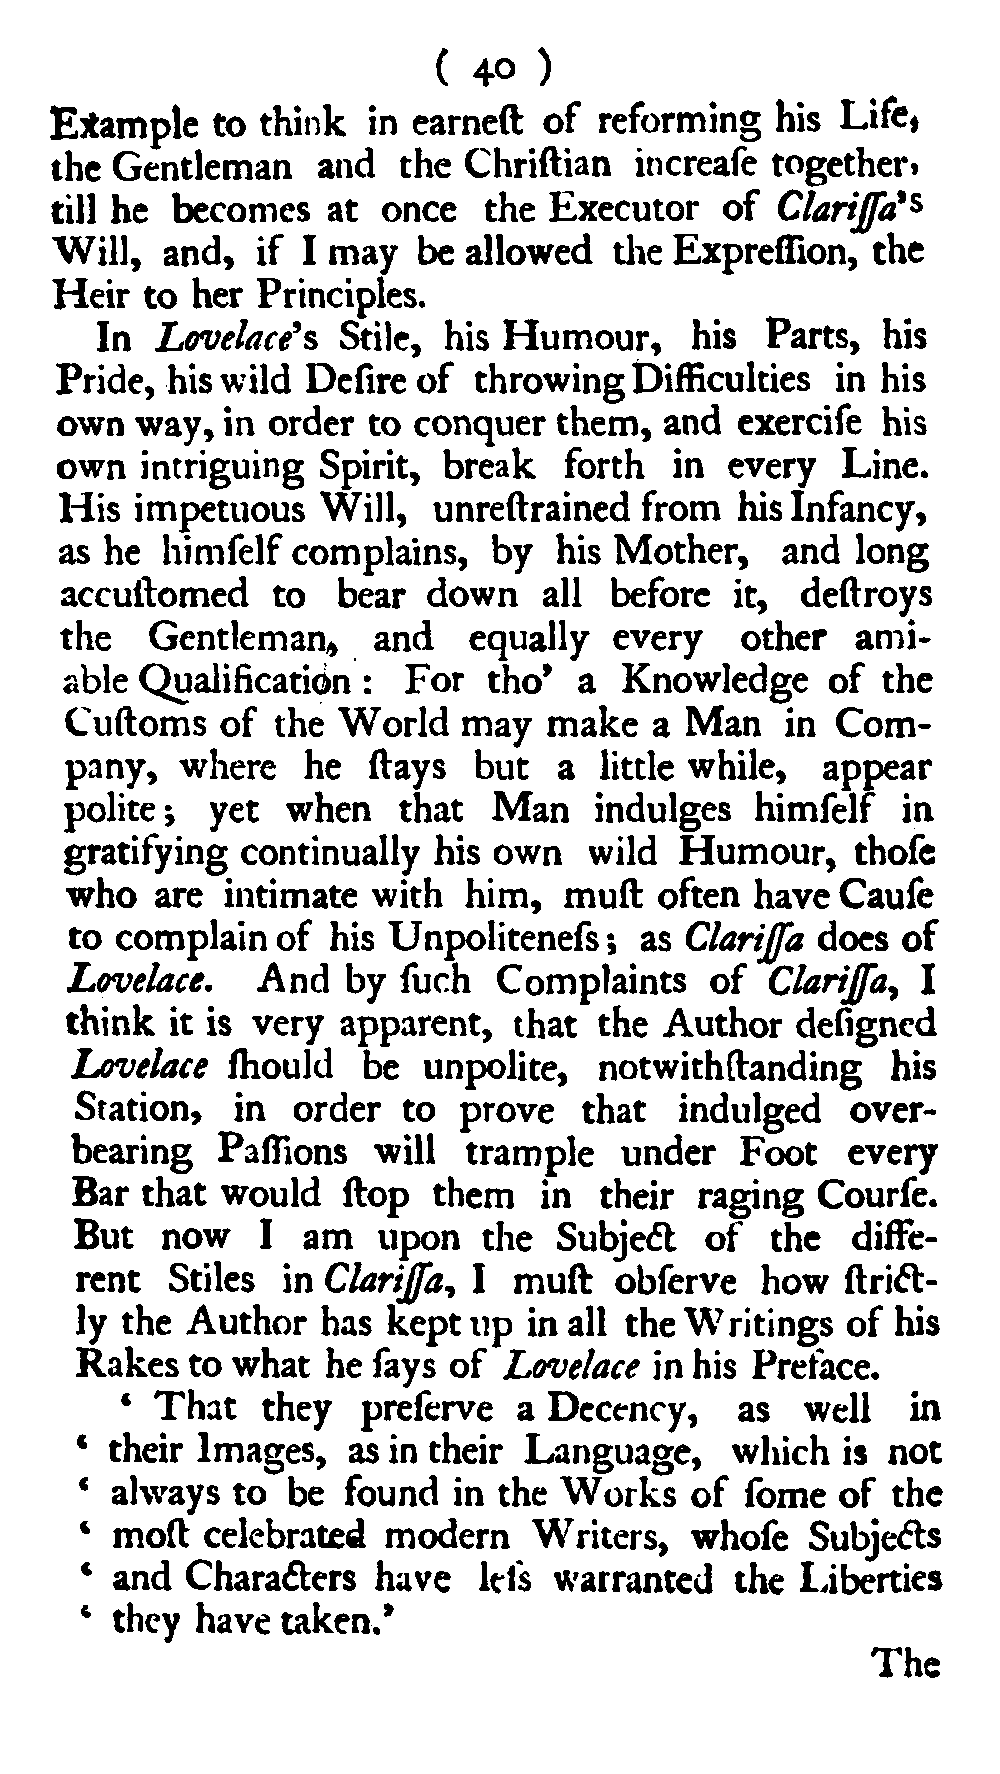 ( 40 )
Example to think in earneſt of reforming his Life,
the Gentleman and the Chriſtian increaſe together,
till he becomes at once the Executor of Clariſſa's
Will, and, if I may be allowed the Expreſſion, the
Heir to her Principles.
In Lovelace's Stile, his Humour, his Parts, his
Pride, his wild Deſire of throwing Difficulties in his
own way, in order to conquer them, and exerciſe his
own intriguing Spirit, break forth in every Line.
His impetuous Will, unreſtrained from his Infancy,
as he himſelf complains, by his Mother, and long
accuſtomed to bear down all before it, deſtroys
the Gentleman, and equally every other ami-
able Qualification : For tho' a Knowledge of the
Cuſtoms of the World may make a Man in Com-
pany, where he ſtays but a little while, appear
polite ; yet when that Man indulges himſelf in
gratifying continually his own wild Humour, thoſe
who are intimate with him, muſt often have Cauſe
to complain of his Unpoliteneſs ; as Clariſſa does of
Lovelace. And by ſuch Complaints of Clariſſa, I
think it is very apparent, that the Author deſigned
Lovelace ſhould be unpolite, notwithſtanding his
Station, in order to prove that indulged over-
bearing Paſſions will trample under Foot every
Bar that would ſtop them in their raging Courſe.
But now I am upon the Subject of the diffe-
rent Stiles in Clariſſa, I muſt obſerve how ſtrict-
ly the Author has kept up in all the Writings of his
Rakes to what he ſays of Lovelace in his Preface.
‘ That they preſerve a Decency, as well in
‘ their Images, as in their Language, which is not
‘ always to be found in the Works of ſome of the
‘ moſt celebrated modern Writers, whoſe Subjects
‘ and Characters have leſs warranted the Liberties
‘ they have taken.’
The